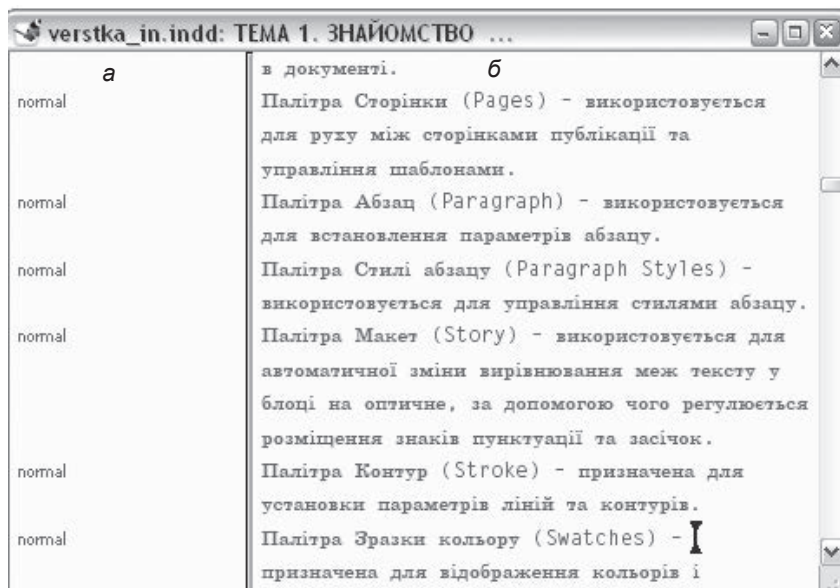 verstka_in.indd: ТЕМА 1. ЗНАЙОМСТВО ...
а
б
в документі.
normal
Палітра Сторінки (Pages) – використовується
для руху між сторінками публікації та
управління шаблонами.
normal
Палітра Абзац (Paragraph) – використовується
для встановлення параметрів абзацу.
normal
Палітра Стилі абзацу (Paragraph Styles) –
використовується для управління стилями абзацу.
normal
Палітра Макет (Story) – використовується для
автоматичної зміни вирівнювання меж тексту у
блоці на оптичне, за допомогою чого регулюється
розміщення знаків пунктуації та засічок.
normal
Палітра Контур (Stroke) – призначена для
установки параметрів ліній та контурів.
normal
Палітра Зразки кольору (Swatches) –
призначена для відображення кольорів і